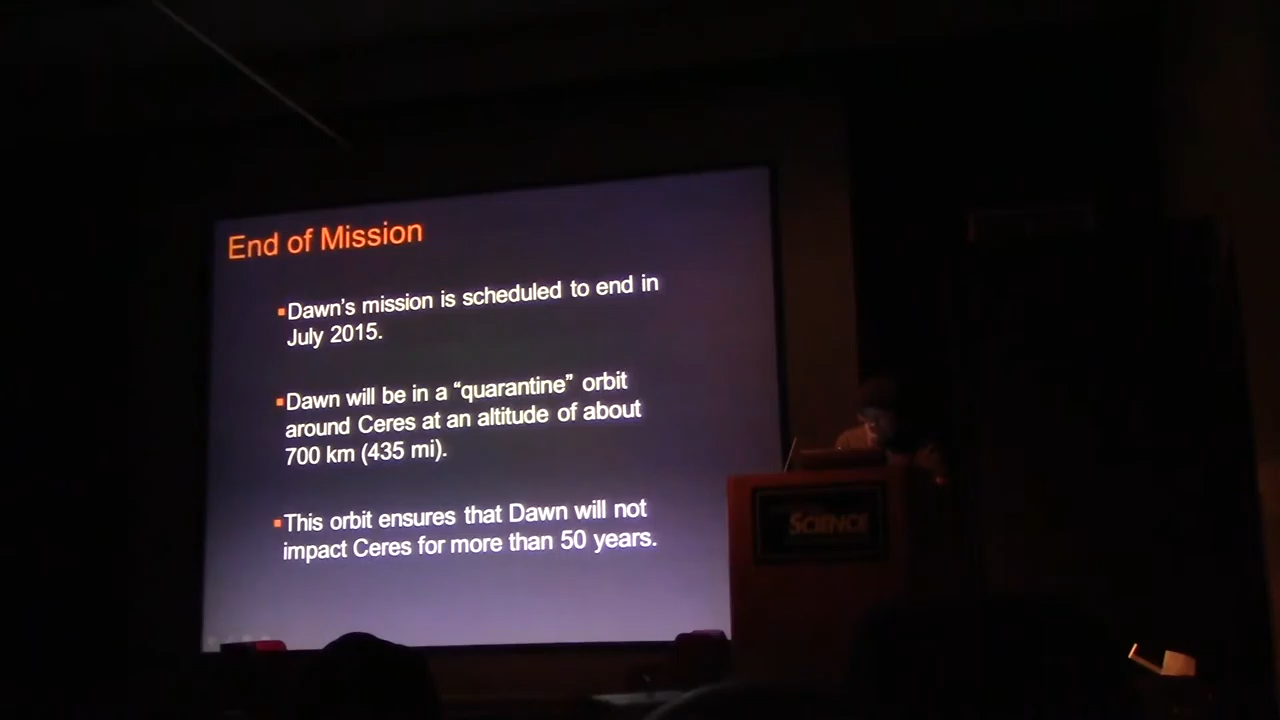 End of Mission
▪Dawn's mission is scheduled to end in
July 2015.
▪Dawn will be in a “quarantine” orbit
around Ceres at an altitude of about
700 km (435 mi).
▪This orbit ensures that Dawn will not
impact Ceres for more than 50 years.
SCIENCE